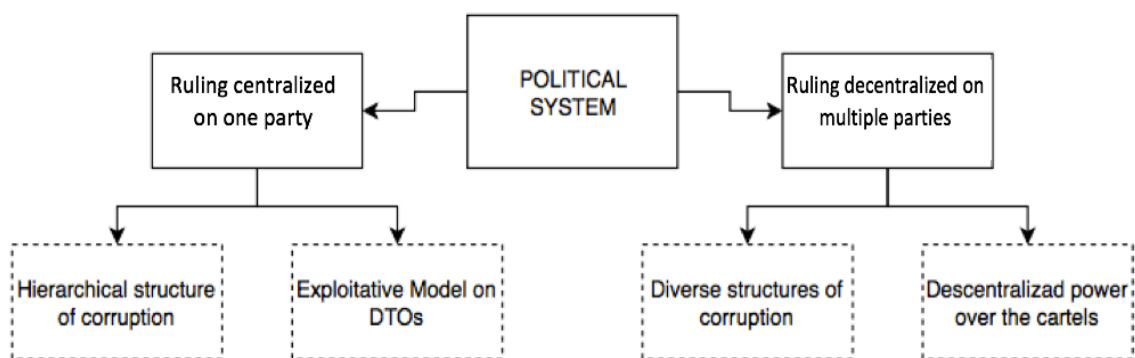 POLITICAL
SYSTEM
Ruling centralized
on one party
Ruling decentralized on
multiple parties
Hierarchical structure
of corruption
Exploitative Model on
DTOs
Diverse structures of
corruption
Descentralizad power
over the cartels